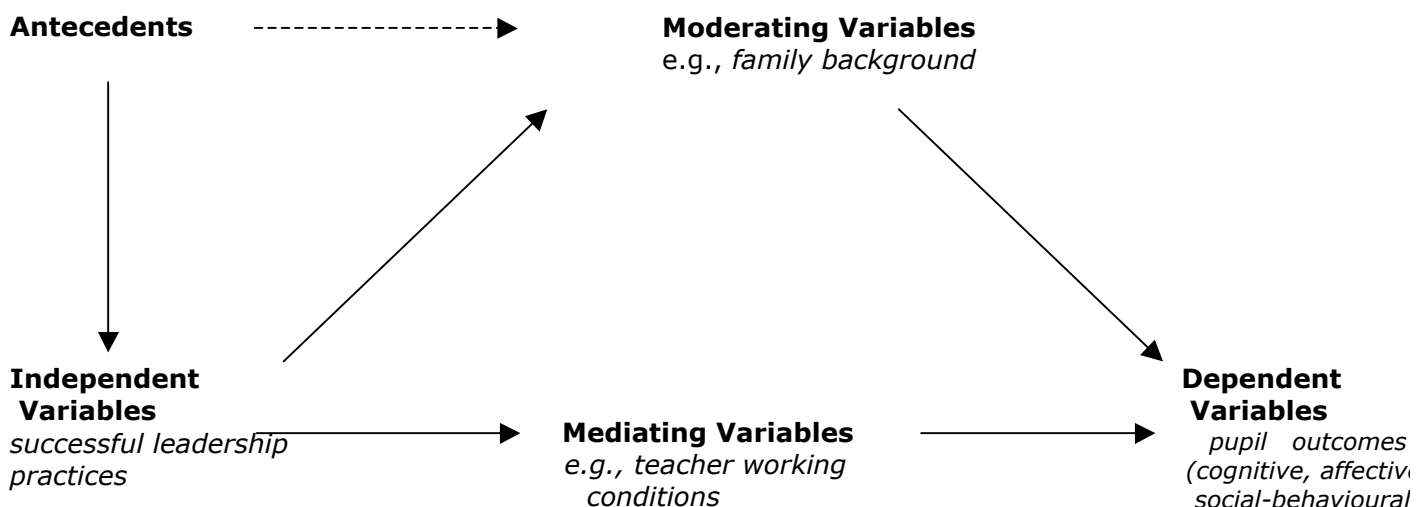 Antecedents
Moderating Variables
e.g., family background
Independent
Variables
successful leadership
practices
Mediating Variables
e.g., teacher working
conditions
Dependent
Variables
pupil outcomes
(cognitive, affective
social-behavioural